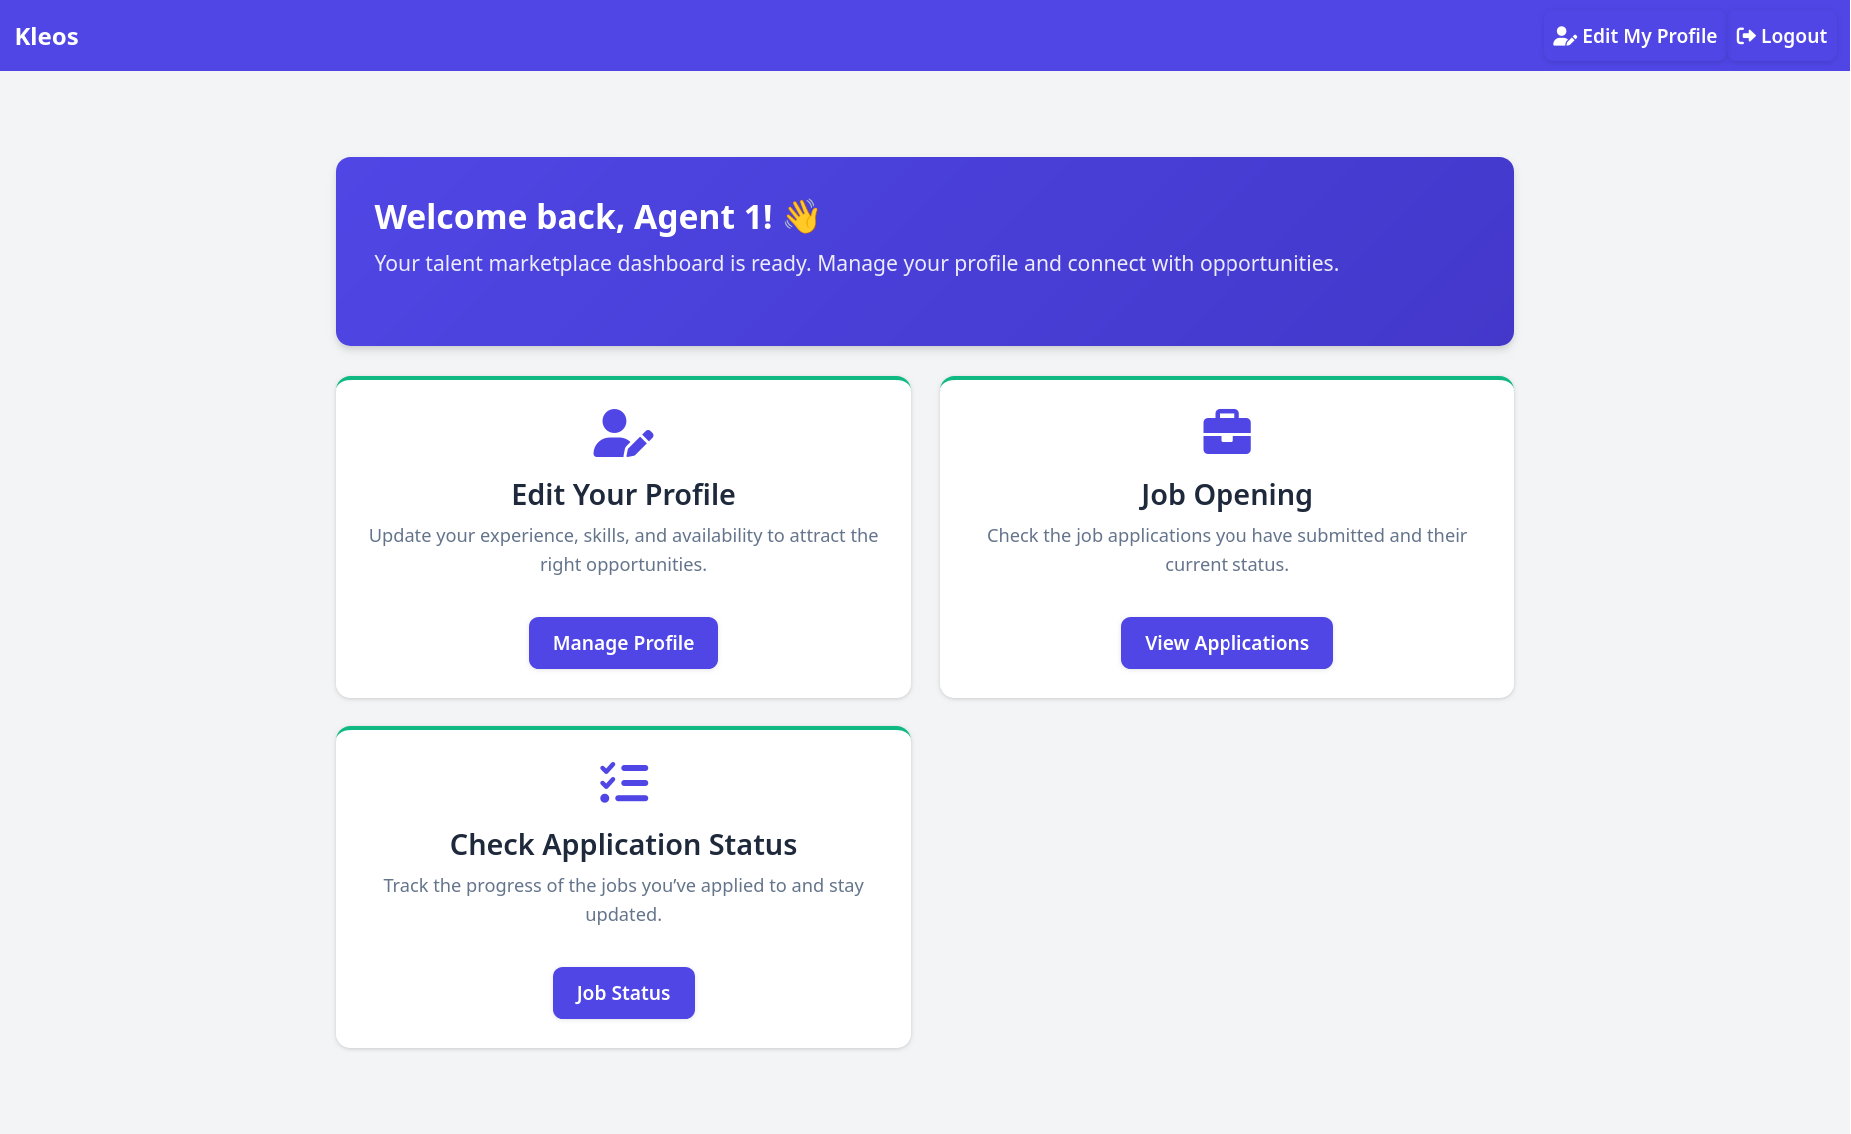 Kleos
Edit My Profile
Logout
Welcome back, Agent 1! 👋
Your talent marketplace dashboard is ready. Manage your profile and connect with opportunities.
Edit Your Profile
Update your experience, skills, and availability to attract the
right opportunities.
Manage Profile
Job Opening
Check the job applications you have submitted and their
current status.
View Applications
Check Application Status
Track the progress of the jobs you’ve applied to and stay
updated.
Job Status